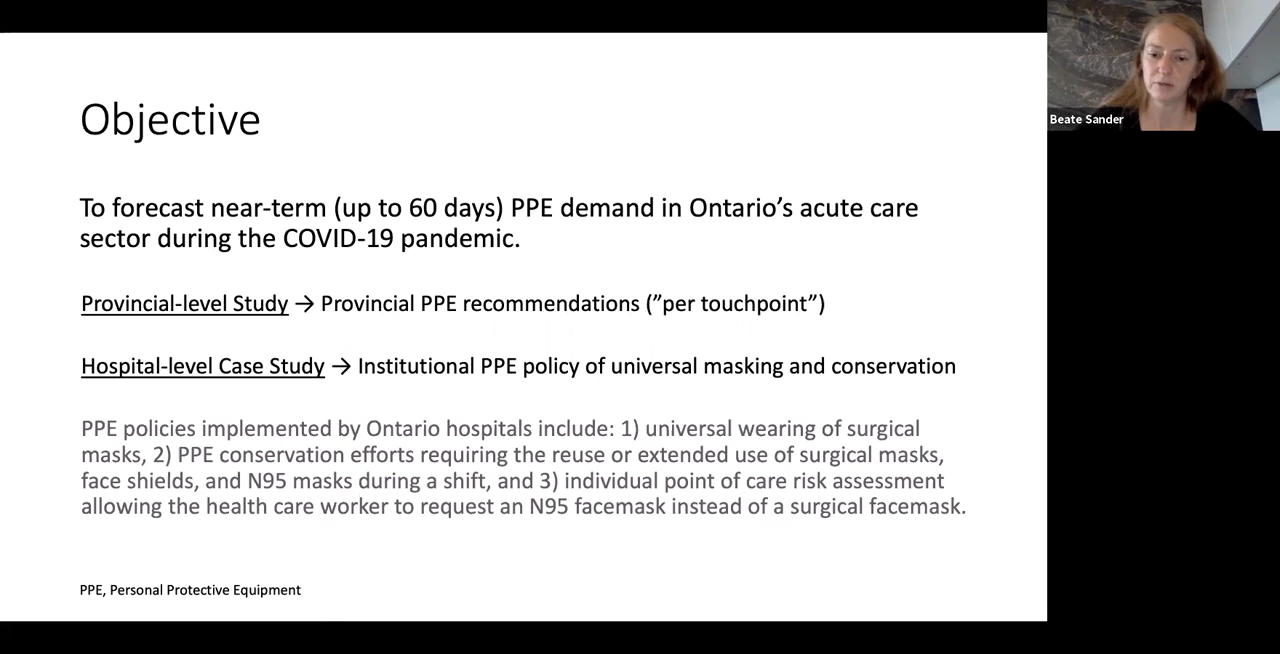 Objective
To forecast near-term (up to 60 days) PPE demand in Ontario’s acute care
sector during the COVID-19 pandemic.
Provincial-level Study → Provincial PPE recommendations (”per touchpoint”)
Hospital-level Case Study → Institutional PPE policy of universal masking and conservation
PPE policies implemented by Ontario hospitals include: 1) universal wearing of surgical
masks, 2) PPE conservation efforts requiring the reuse or extended use of surgical masks,
face shields, and N95 masks during a shift, and 3) individual point of care risk assessment
allowing the health care worker to request an N95 facemask instead of a surgical facemask.
PPE, Personal Protective Equipment
Beate Sander